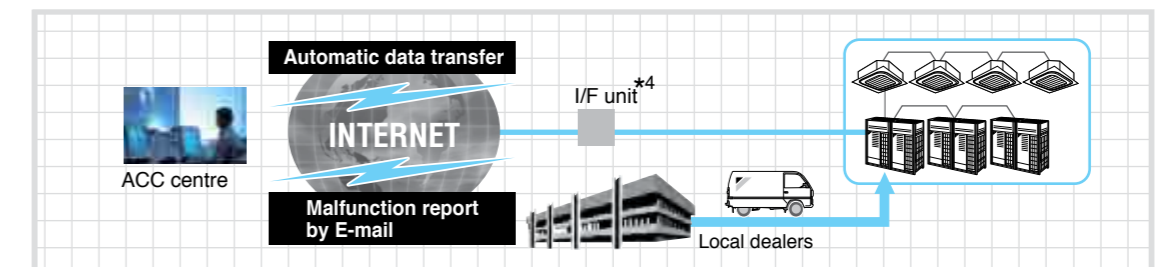 Automatic data transfer
I/F unit*4
INTERNET
ACC centre
Malfunction report
by E-mail
Local dealers